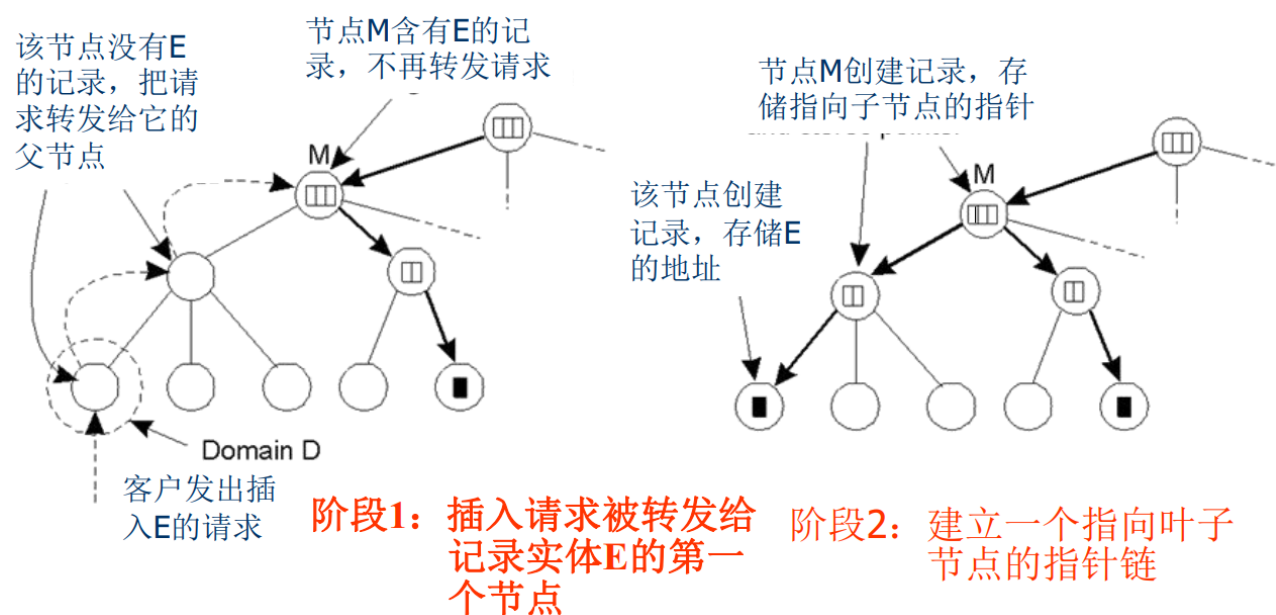 该节点没有E
的记录，把请
求转发给它的
父节点
节点M含有E的记
录，不再转发请求
M
Domain D
客户发出插
入E的请求
阶段1：插入请求被转发给
记录实体E的第一
个节点
节点M创建记录，存
储指向子节点的指针
该节点创建
记录，存储E
的地址
M
阶段2：建立一个指向叶子
节点的指针链